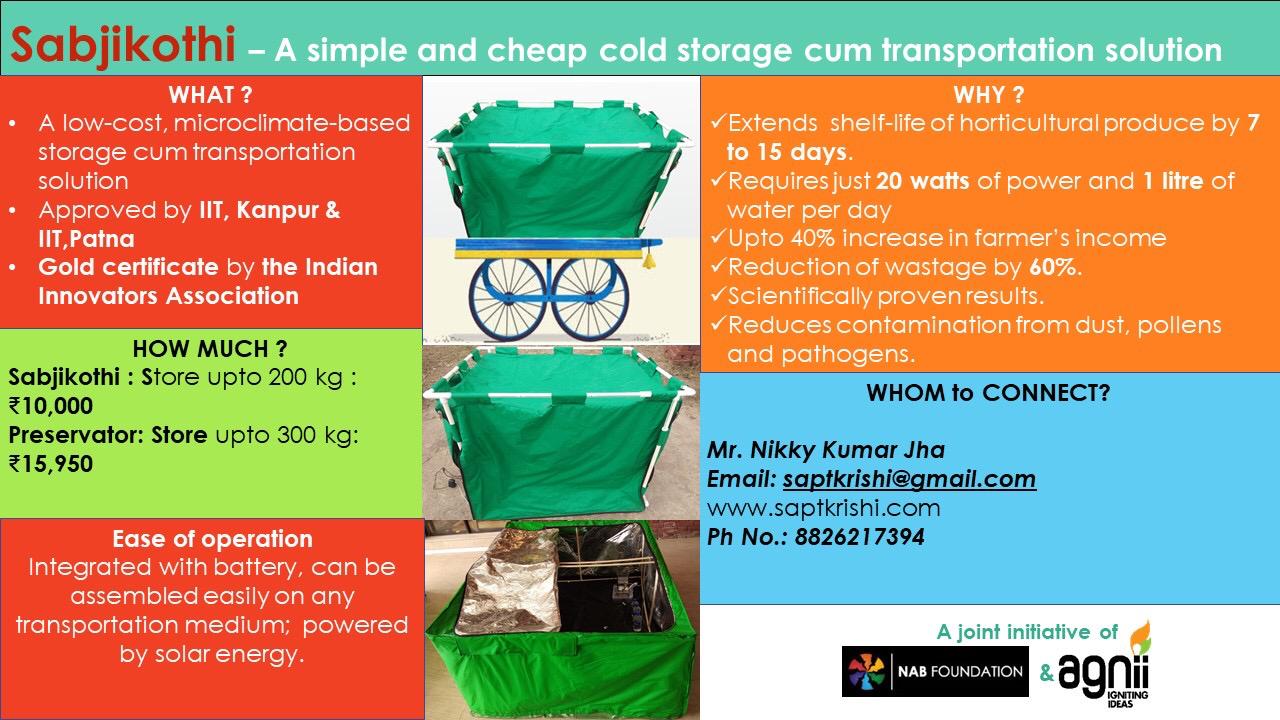 Sabjikothi – A simple and cheap cold storage cum transportation solution
WHAT ?
• A low-cost, microclimate-based
storage cum transportation
solution
• Approved by IIT, Kanpur &
IIT,Patna
• Gold certificate by the Indian
Innovators Association
HOW MUCH ?
Sabjikothi : Store upto 200 kg :
₹10,000
Preservator: Store upto 300 kg:
₹15,950
Ease of operation
Integrated with battery, can be
assembled easily on any
transportation medium; powered
by solar energy.
WHY ?
✓Extends shelf-life of horticultural produce by 7
to 15 days.
✓Requires just 20 watts of power and 1 litre of
water per day
✓Upto 40% increase in farmer’s income
✓Reduction of wastage by 60%.
✓Scientifically proven results.
✓Reduces contamination from dust, pollens
and pathogens.
WHOM to CONNECT?
Mr. Nikky Kumar Jha
Email: saptkrishi@gmail.com
www.saptkrishi.com
Ph No.: 8826217394
A joint initiative of
NAB FOUNDATION & agnii
IGNITING
IDEAS